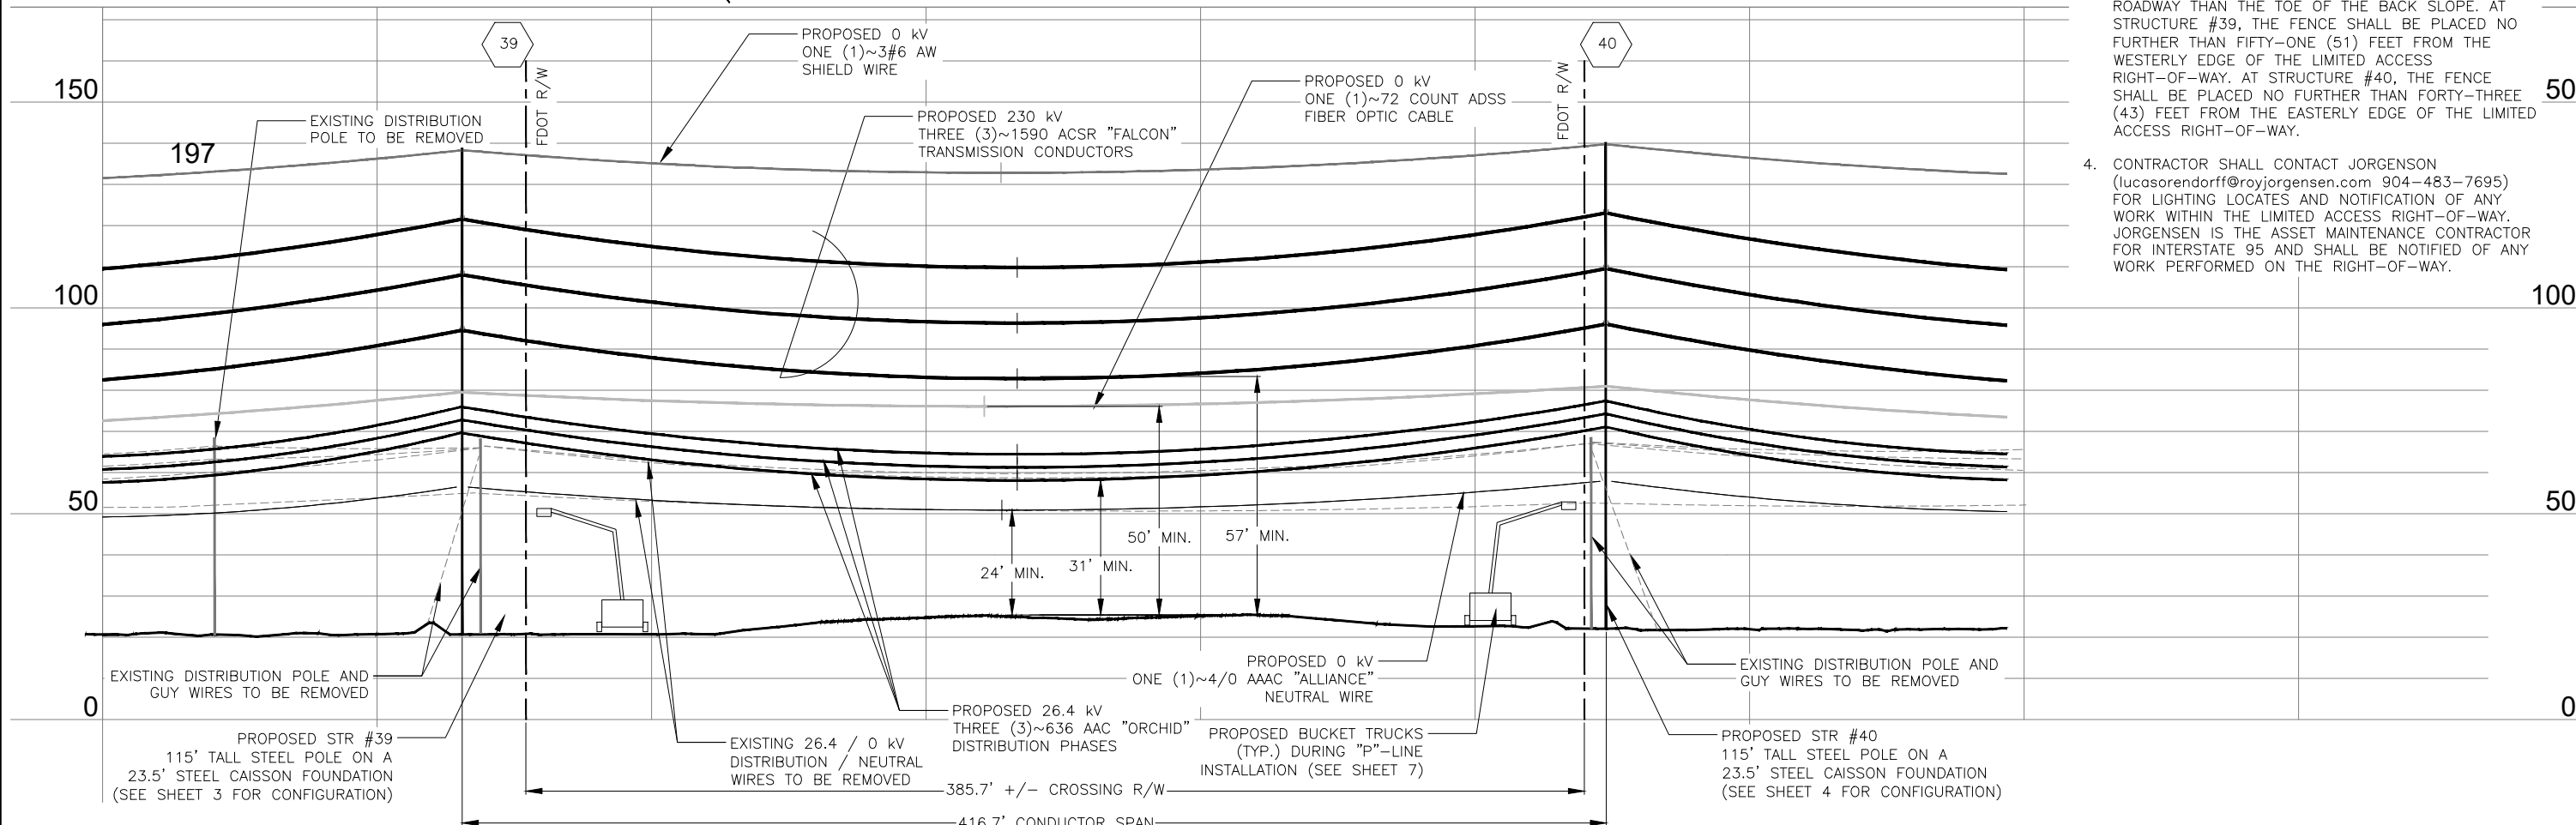 39
PROPOSED 0 kV
ONE (1)~3#6 AW
SHIELD WIRE
FDOT R/W
PROPOSED 0 kV
ONE (1)~72 COUNT ADSS
FIBER OPTIC CABLE
FDOT R/W
40
ROADWAY THAN THE TOE OF THE BACK SLOPE. AT
STRUCTURE #39, THE FENCE SHALL BE PLACED NO
FURTHER THAN FIFTY-ONE (51) FEET FROM THE
WESTERLY EDGE OF THE LIMITED ACCESS
RIGHT-OF-WAY. AT STRUCTURE #40, THE FENCE
SHALL BE PLACED NO FURTHER THAN FORTY-THREE
(43) FEET FROM THE EASTERLY EDGE OF THE LIMITED
ACCESS RIGHT-OF-WAY.
4. CONTRACTOR SHALL CONTACT JORGENSON
(lucasorendorff@royjorgensen.com 904-483-7695)
FOR LIGHTING LOCATES AND NOTIFICATION OF ANY
WORK WITHIN THE LIMITED ACCESS RIGHT-OF-WAY.
JORGENSEN IS THE ASSET MAINTENANCE CONTRACTOR
FOR INTERSTATE 95 AND SHALL BE NOTIFIED OF ANY
WORK PERFORMED ON THE RIGHT-OF-WAY.
150
50
EXISTING DISTRIBUTION
POLE TO BE REMOVED
197
PROPOSED 230 kV
THREE (3)~1590 ACSR "FALCON"
TRANSMISSION CONDUCTORS
100
100
50
50
24' MIN.
31' MIN.
50' MIN.
57' MIN.
EXISTING DISTRIBUTION POLE AND
GUY WIRES TO BE REMOVED
PROPOSED 0 kV
ONE (1)~4/0 AAAC "ALLIANCE"
NEUTRAL WIRE
EXISTING DISTRIBUTION POLE AND
GUY WIRES TO BE REMOVED
0
0
PROPOSED STR #39
115' TALL STEEL POLE ON A
23.5' STEEL CAISSON FOUNDATION
(SEE SHEET 3 FOR CONFIGURATION)
EXISTING 26.4 / 0 kV
DISTRIBUTION / NEUTRAL
WIRES TO BE REMOVED
PROPOSED 26.4 kV
THREE (3)~636 AAC "ORCHID"
DISTRIBUTION PHASES
PROPOSED BUCKET TRUCKS
(TYP.) DURING "P"-LINE
INSTALLATION (SEE SHEET 7)
PROPOSED STR #40
115' TALL STEEL POLE ON A
23.5' STEEL CAISSON FOUNDATION
(SEE SHEET 4 FOR CONFIGURATION)
385.7' +/- CROSSING R/W
416.7' CONDUCTOR SPAN